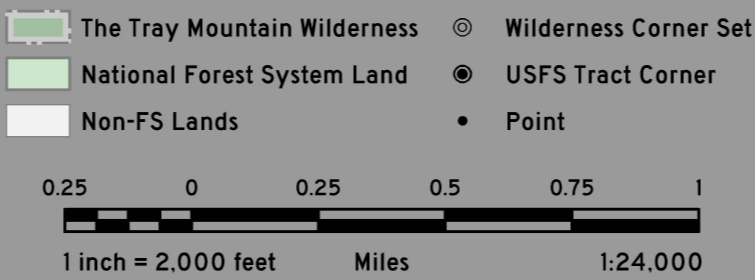 The Tray Mountain Wilderness ◎ Wilderness Corner Set
National Forest System Land ◉ USFS Tract Corner
Non-FS Lands • Point
0.25 0 0.25 0.5 0.75 1
1 inch = 2,000 feet Miles 1:24,000